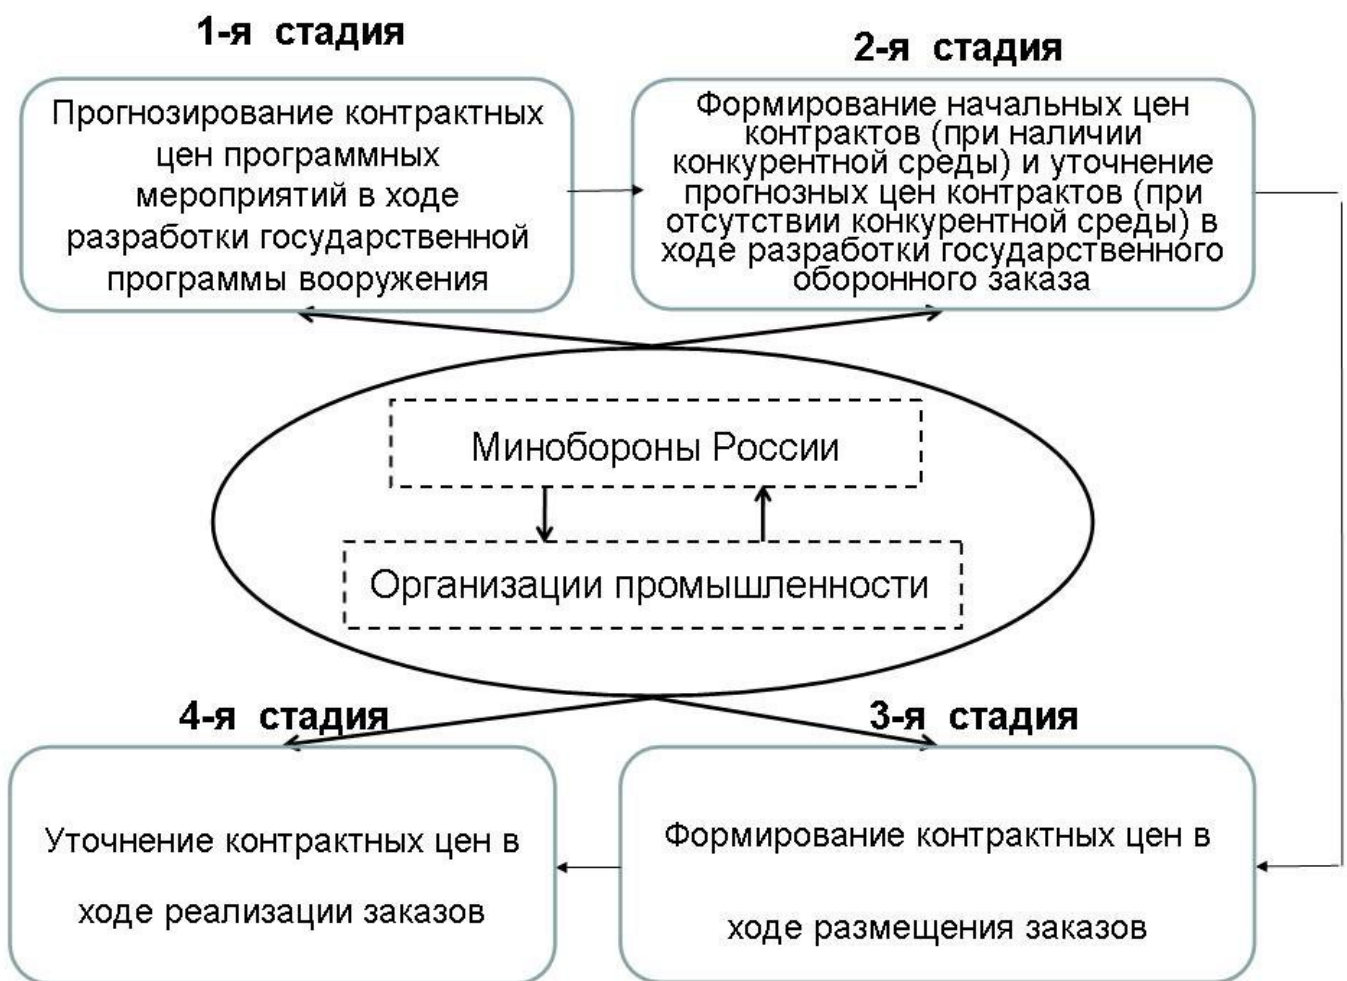 1-я стадия
Прогнозирование контрактных
цен программных
мероприятий в ходе
разработки государственной
программы вооружения
2-я стадия
Формирование начальных цен
контрактов (при наличии
конкурентной среды) и уточнение
прогнозных цен контрактов (при
отсутствии конкурентной среды) в
ходе разработки государственного
оборонного заказа
Минобороны России
Организации промышленности
4-я стадия
Уточнение контрактных цен в
ходе реализации заказов
3-я стадия
Формирование контрактных цен в
ходе размещения заказов